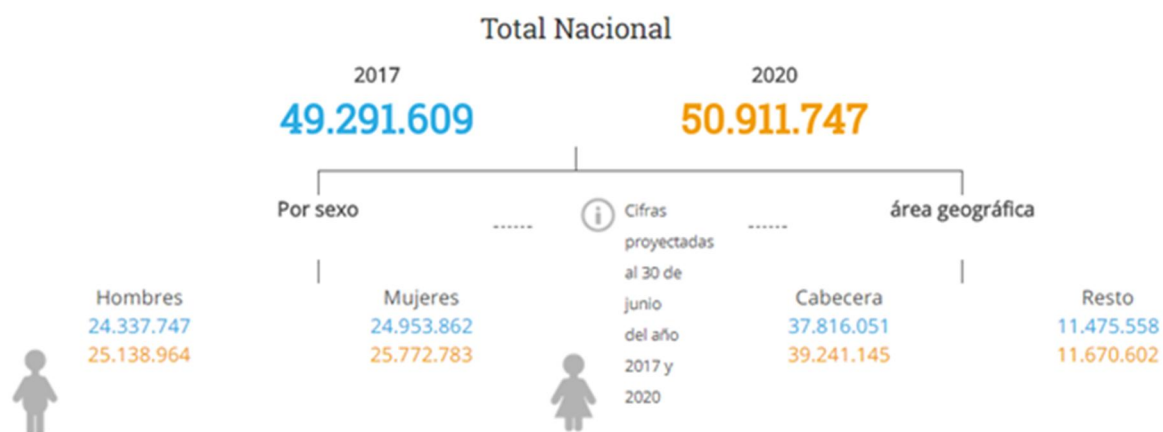 Total Nacional
2017
49.291.609
2020
50.911.747
Por sexo
Hombres
24.337.747
25.138.964
Mujeres
24.953.862
25.772.783
Cifras
proyectadas
al 30 de
junio
del año
2017 y
2020
área geográfica
Cabecera
37.816.051
39.241.145
Resto
11.475.558
11.670.602